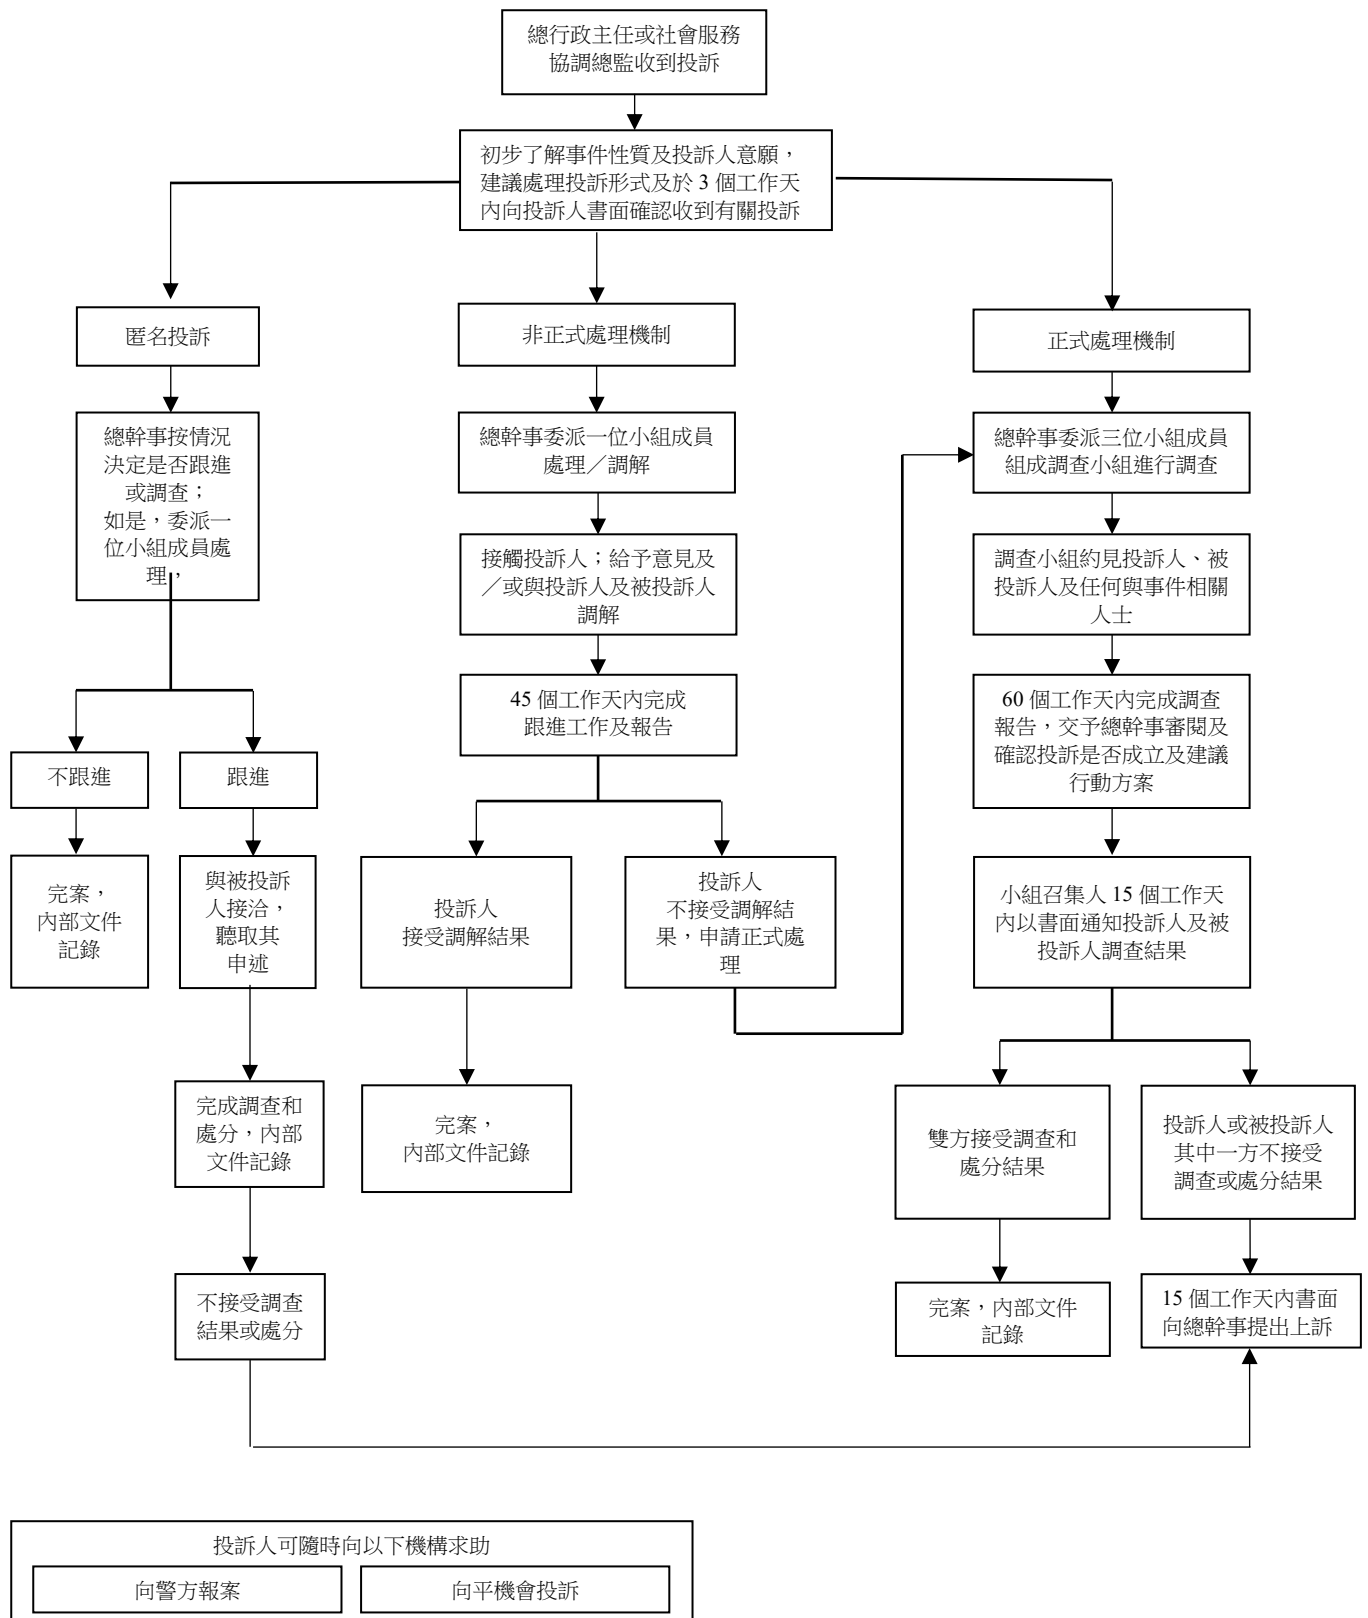 總行政主任或社會服務
協調總監收到投訴
初步了解事件性質及投訴人意願，
建議處理投訴形式及於 3 個工作天
內向投訴人書面確認收到有關投訴
匿名投訴
總幹事按情況
決定是否跟進
或調查；
如是，委派一
位小組成員處
理，
不跟進
跟進
完案，
內部文件
記錄
與被投訴
人接洽，
聽取其
申述
完成調查和
處分，內部
文件記錄
不接受調查
結果或處分
非正式處理機制
總幹事委派一位小組成員
處理／調解
接觸投訴人；給予意見及
／或與投訴人及被投訴人
調解
45 個工作天內完成
跟進工作及報告
投訴人
接受調解結果
投訴人
不接受調解結
果，申請正式處
理
完案，
內部文件記錄
正式處理機制
總幹事委派三位小組成員
組成調查小組進行調查
調查小組約見投訴人、被
投訴人及任何與事件相關
人士
60 個工作天內完成調查
報告，交予總幹事審閱及
確認投訴是否成立及建議
行動方案
小組召集人 15 個工作天
內以書面通知投訴人及被
投訴人調查結果
雙方接受調查和
處分結果
投訴人或被投訴人
其中一方不接受
調查或處分結果
完案，內部文件
記錄
15 個工作天內書面
向總幹事提出上訴
投訴人可隨時向以下機構求助
向警方報案
向平機會投訴